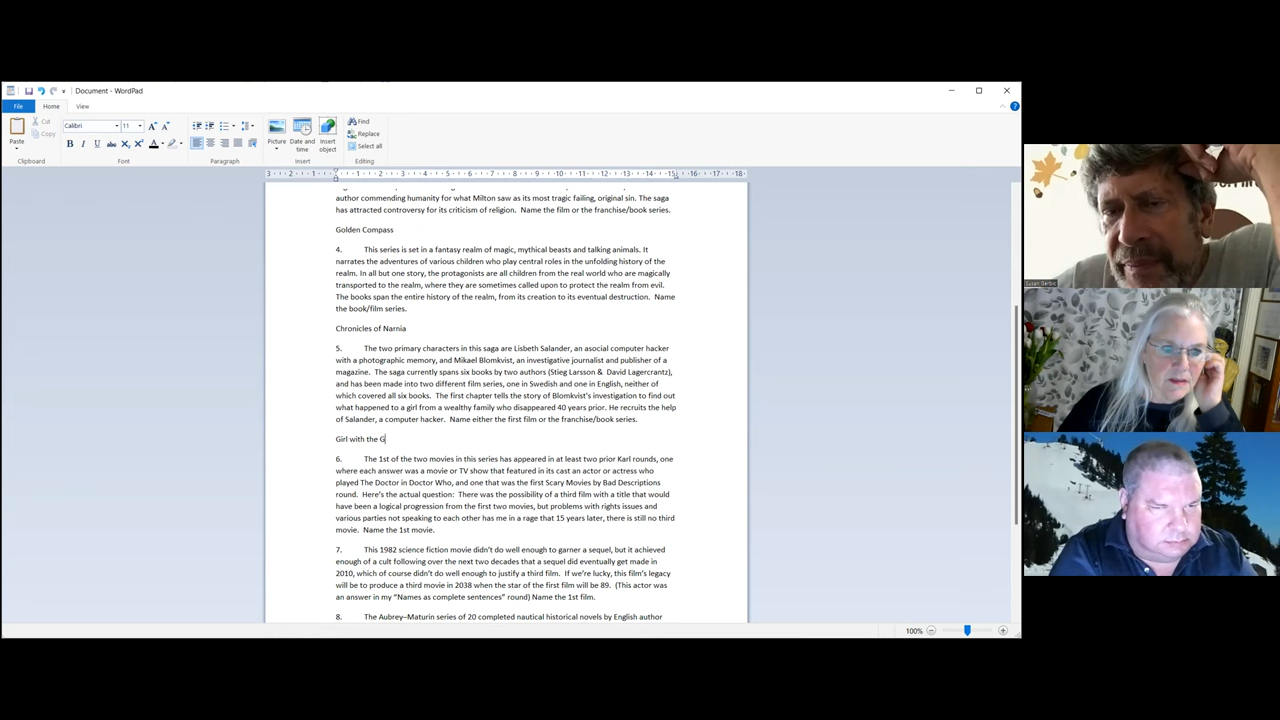 Document - WordPad
File
Home
View
Cut
Copy
Paste
Clipboard
Calibri
11
Font
Paragraph
Picture
Date and time
Insert object
Insert
Find
Replace
Select all
Editing
3 2 1 1 2 3 4 5 6 7 8 9 10 11 12 13 14 15 16 17 18
author commending humanity for what Milton saw as its most tragic failing, original sin. The saga
has attracted controversy for its criticism of religion. Name the film or the franchise/book series.
Golden Compass
4. This series is set in a fantasy realm of magic, mythical beasts and talking animals. It
narrates the adventures of various children who play central roles in the unfolding history of the
realm. In all but one story, the protagonists are all children from the real world who are magically
transported to the realm, where they are sometimes called upon to protect the realm from evil.
The books span the entire history of the realm, from its creation to its eventual destruction. Name
the book/film series.
Chronicles of Narnia
5. The two primary characters in this saga are Lisbeth Salander, an asocial computer hacker
with a photographic memory, and Mikael Blomkvist, an investigative journalist and publisher of a
magazine. The saga currently spans six books by two authors (Stieg Larsson & David Lagercrantz),
and has been made into two different film series, one in Swedish and one in English, neither of
which covered all six books. The first chapter tells the story of Blomkvist's investigation to find out
what happened to a girl from a wealthy family who disappeared 40 years prior. He recruits the help
of Salander, a computer hacker. Name either the first film or the franchise/book series.
Girl with the G
6. The 1st of the two movies in this series has appeared in at least two prior Karl rounds, one
where each answer was a movie or TV show that featured in its cast an actor or actress who
played The Doctor in Doctor Who, and one that was the first Scary Movies by Bad Descriptions
round. Here's the actual question: There was the possibility of a third film with a title that would
have been a logical progression from the first two movies, but problems with rights issues and
various parties not speaking to each other has me in a rage that 15 years later, there is still no third
movie. Name the 1st movie.
7. This 1982 science fiction movie didn't do well enough to garner a sequel, but it achieved
enough of a cult following over the next two decades that a sequel did eventually get made in
2010, which of course didn't do well enough to justify a third film. If we're lucky, this film's legacy
will be to produce a third movie in 2038 when the star of the first film will be 89. (This actor was
an answer in my "Names as complete sentences" round) Name the 1st film.
8. The Aubrey–Maturin series of 20 completed nautical historical novels by English author
100%
Susan Gerbic